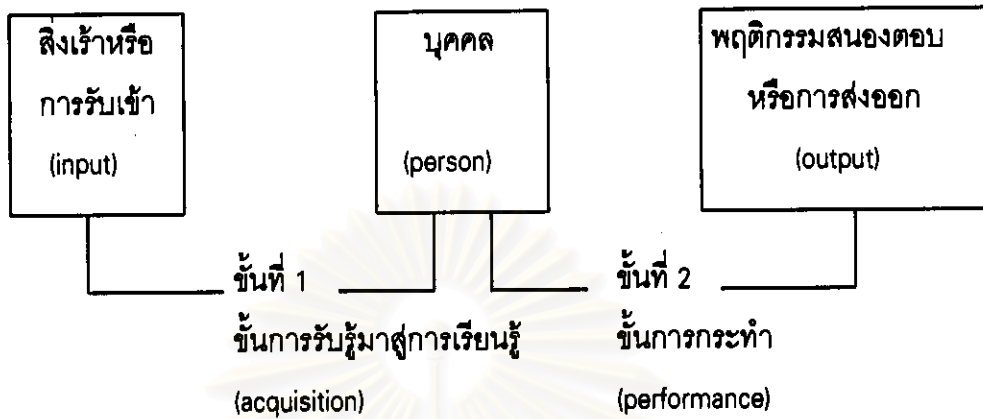 สิ่งเร้าหรือ
การรับเข้า
(input)
บุคคล
(person)
พฤติกรรมสนองตอบ
หรือการส่งออก
(output)
ขั้นที่ 1
ขั้นการรับรู้มาสู่การเรียนรู้
(acquisition)
ขั้นที่ 2
ขั้นการกระทำ
(performance)